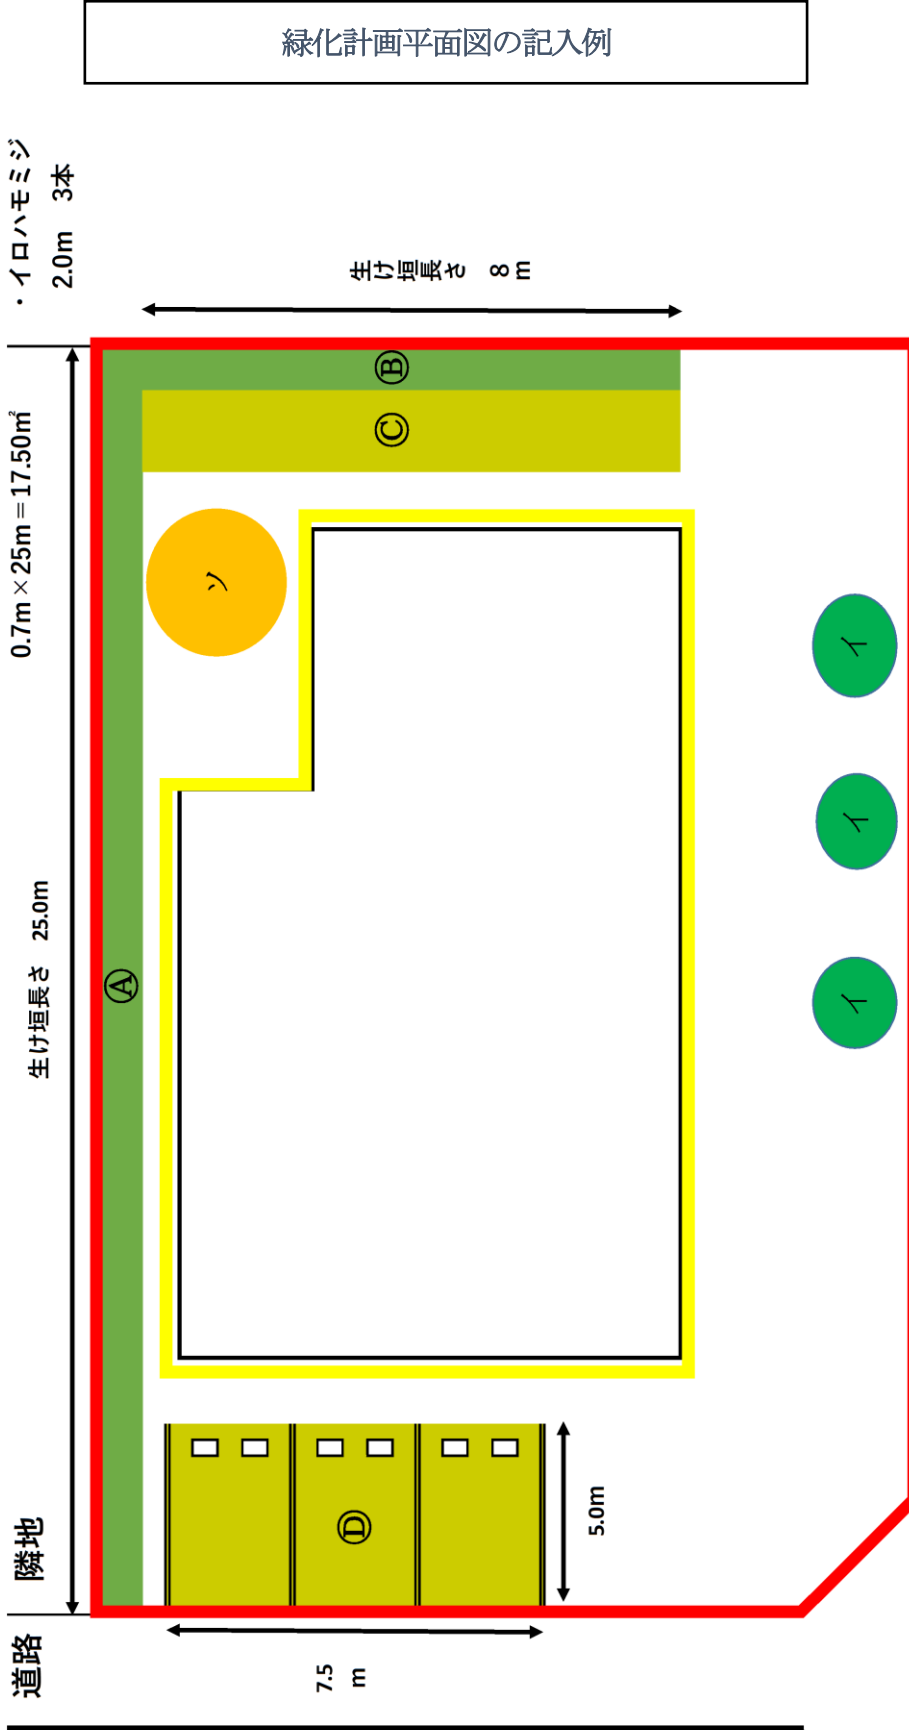 緑化計画平面図の記入例
・イロハモミジ
2.0m 3本
0.7m×25m=17.50㎡
生け垣長さ 25.0m
生け垣長さ 8m
Ⓐ
Ⓑ
Ⓒ
ツ
イ
イ
イ
Ⓓ
5.0m
7.5 m
隣地
道路